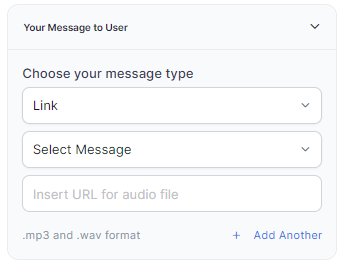 Your Message to User
Choose your message type
Link
Select Message
Insert URL for audio file
.mp3 and .wav format
+ Add Another